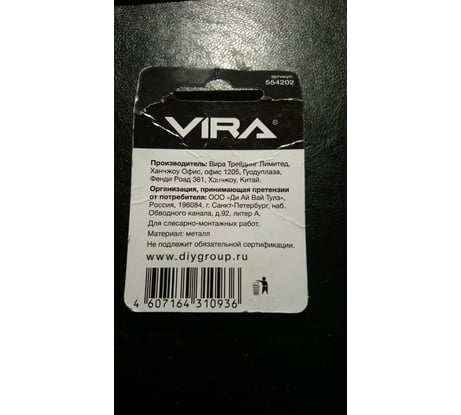 артикул:
554202
VIRA®
Производитель: Вира Трейдинг Лимитед,
Ханчжоу Офис, офис 1205, Гуодуплаза,
Фенди Роад 361, Ханчжоу, Китай.
Организация, принимающая претензии
от потребителя: ООО «Ди Ай Вай Тулз»,
Россия, 196084, г. Санкт-Петербург, наб.
Обводного канала, д.92, литер А.
Для слесарно-монтажных работ.
Материал: металл
Не подлежит обязательной сертификации.
www.diygroup.ru
4 607164 310936